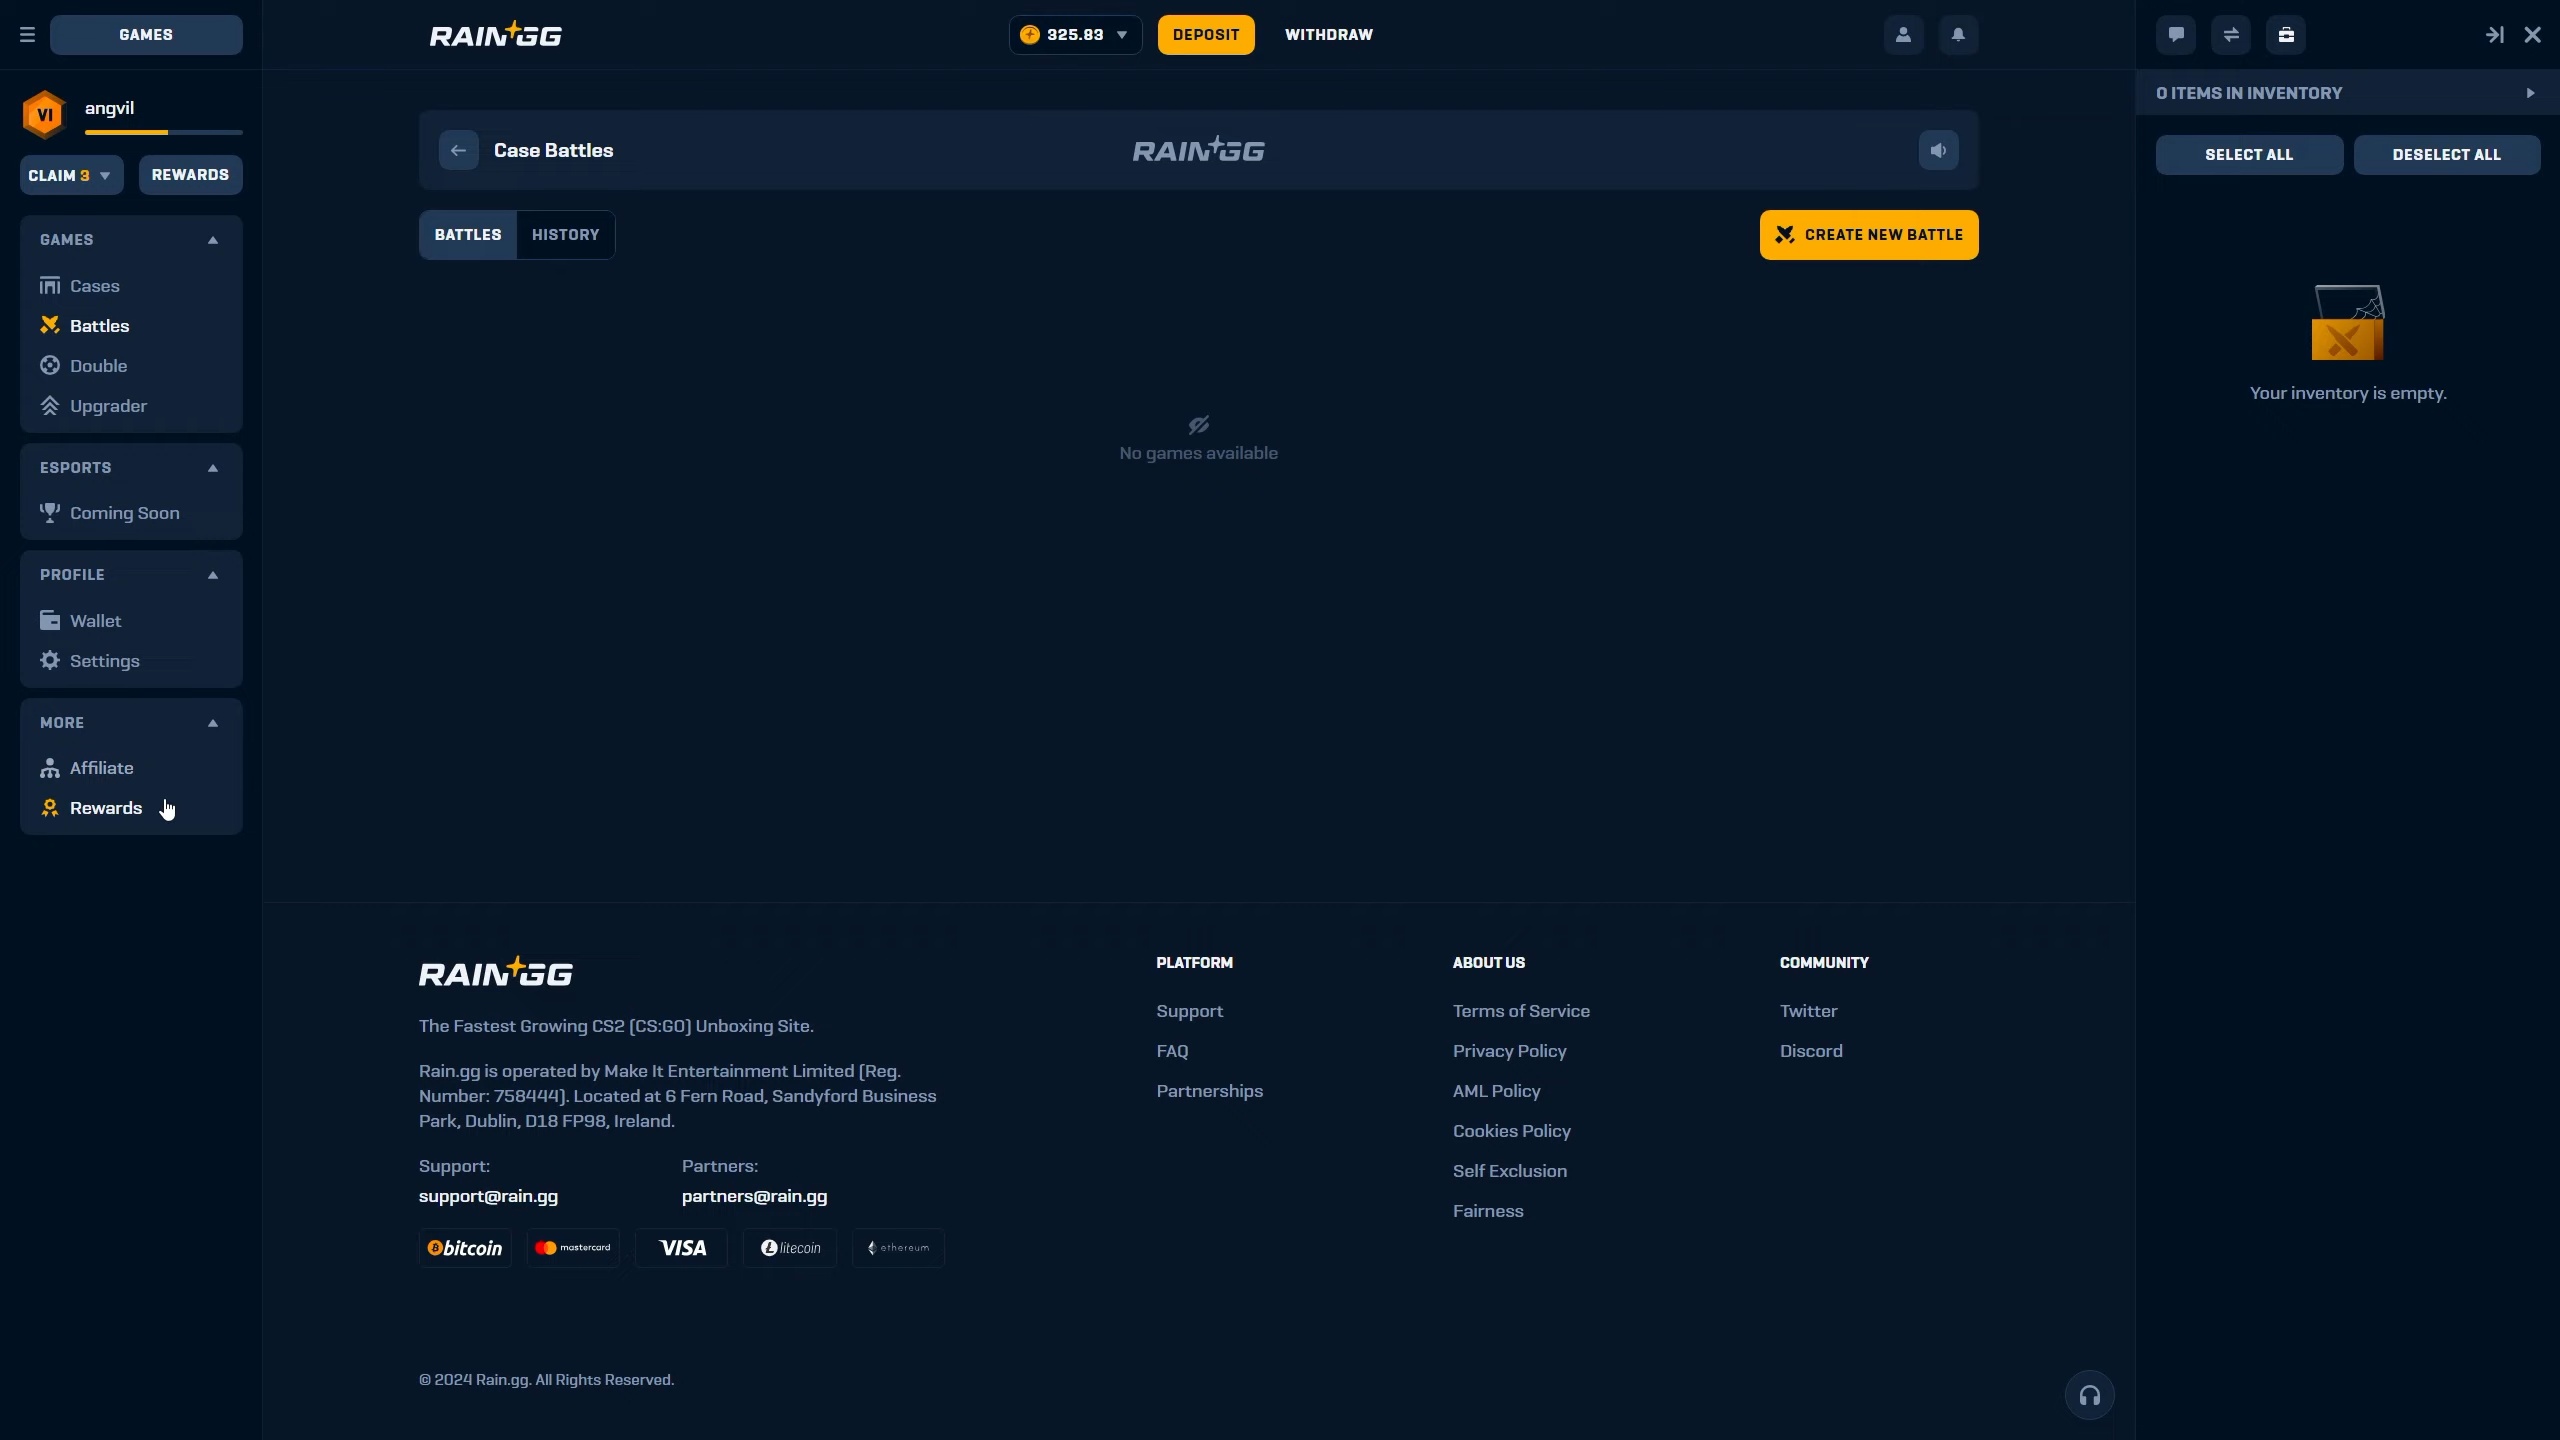 GAMES
RAIN GG
325.83
DEPOSIT
WITHDRAW
angvil
VI
CLAIM 3
REWARDS
GAMES
Cases
Battles
Double
Upgrader
ESPORTS
Coming Soon
PROFILE
Wallet
Settings
MORE
Affiliate
Rewards
Case Battles
RAIN GG
BATTLES
HISTORY
CREATE NEW BATTLE
No games available
0 ITEMS IN INVENTORY
SELECT ALL
DESELECT ALL
Your inventory is empty.
RAIN GG
The Fastest Growing CS2 (CS:GO) Unboxing Site.
Rain.gg is operated by Make It Entertainment Limited (Reg.
Number: 758444). Located at 6 Fern Road, Sandyford Business
Park, Dublin, D18 FP98, Ireland.
Support:
support@rain.gg
Partners:
partners@rain.gg
bitcoin
mastercard
VISA
litecoin
ethereum
PLATFORM
Support
FAQ
Partnerships
ABOUT US
Terms of Service
Privacy Policy
AML Policy
Cookies Policy
Self Exclusion
Fairness
COMMUNITY
Twitter
Discord
© 2024 Rain.gg. All Rights Reserved.